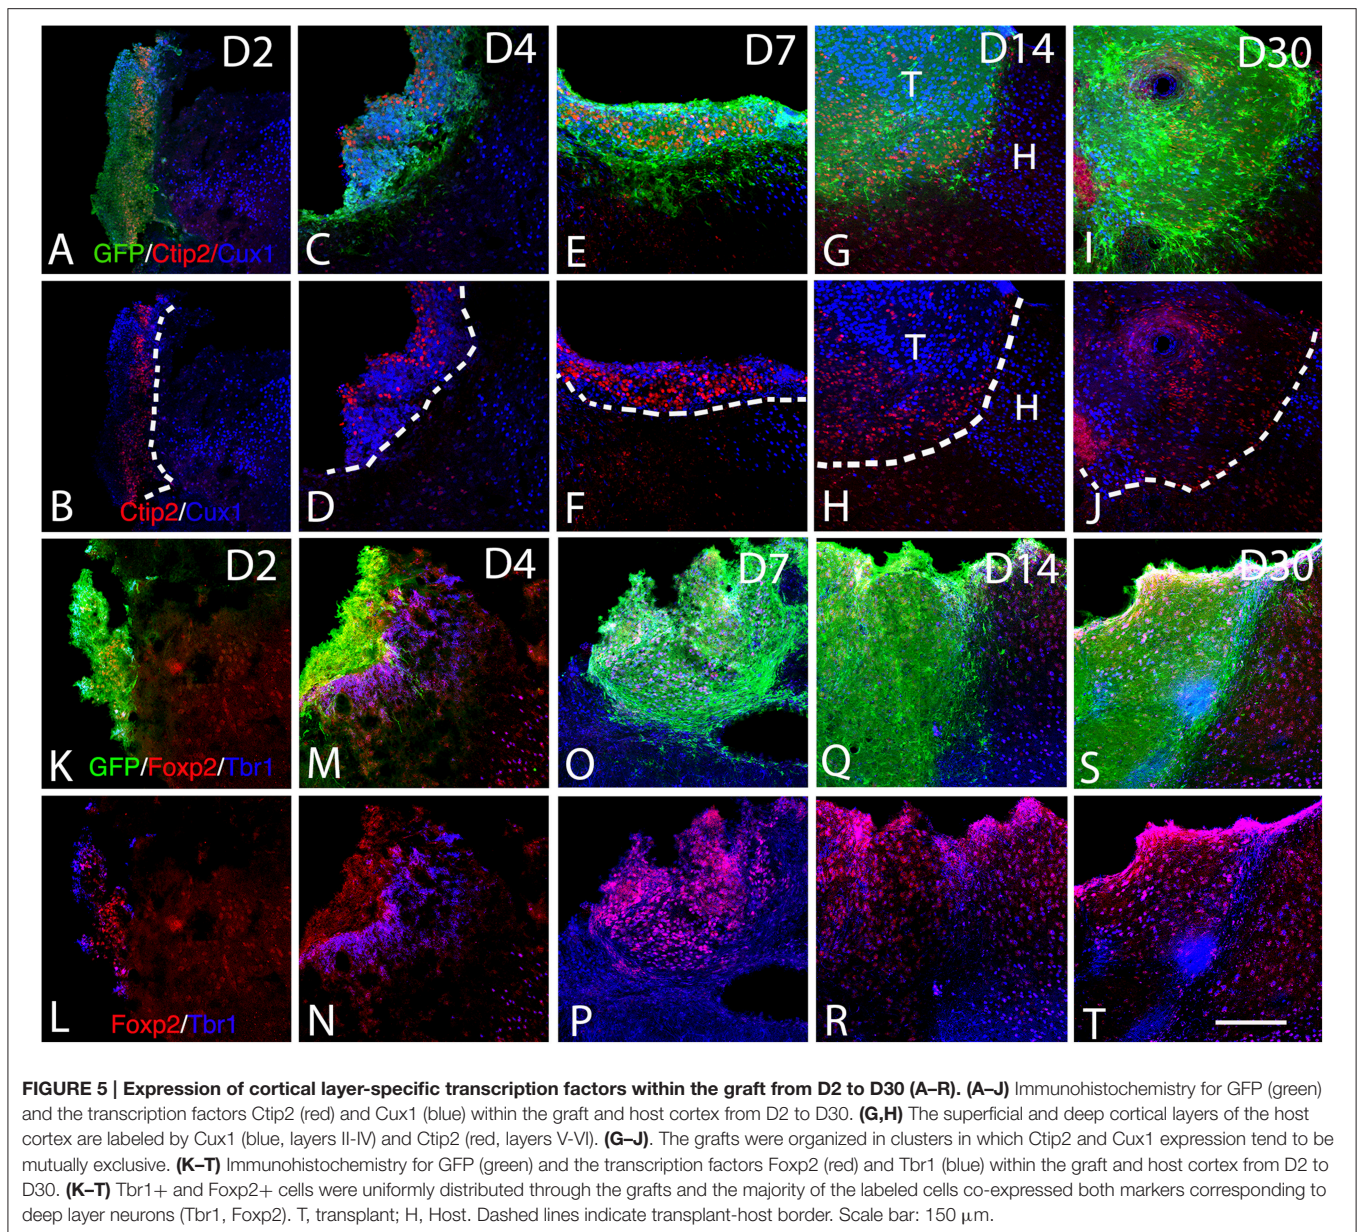 D2 D4 D7 D14 D30
T
H
A GFP/Ctip2/Cux1 C E G I
T
H
B Ctip2/Cux1 D F H J
D2 D4 D7 D14 D30
K GFP/Foxp2/Tbr1 M O Q S
L Foxp2/Tbr1 N P R T
FIGURE 5 | Expression of cortical layer-specific transcription factors within the graft from D2 to D30 (A–R). (A–J) Immunohistochemistry for GFP (green)
and the transcription factors Ctip2 (red) and Cux1 (blue) within the graft and host cortex from D2 to D30. (G,H) The superficial and deep cortical layers of the host
cortex are labeled by Cux1 (blue, layers II-IV) and Ctip2 (red, layers V-VI). (G–J). The grafts were organized in clusters in which Ctip2 and Cux1 expression tend to be
mutually exclusive. (K–T) Immunohistochemistry for GFP (green) and the transcription factors Foxp2 (red) and Tbr1 (blue) within the graft and host cortex from D2 to
D30. (K–T) Tbr1+ and Foxp2+ cells were uniformly distributed through the grafts and the majority of the labeled cells co-expressed both markers corresponding to
deep layer neurons (Tbr1, Foxp2). T, transplant; H, Host. Dashed lines indicate transplant-host border. Scale bar: 150 μm.